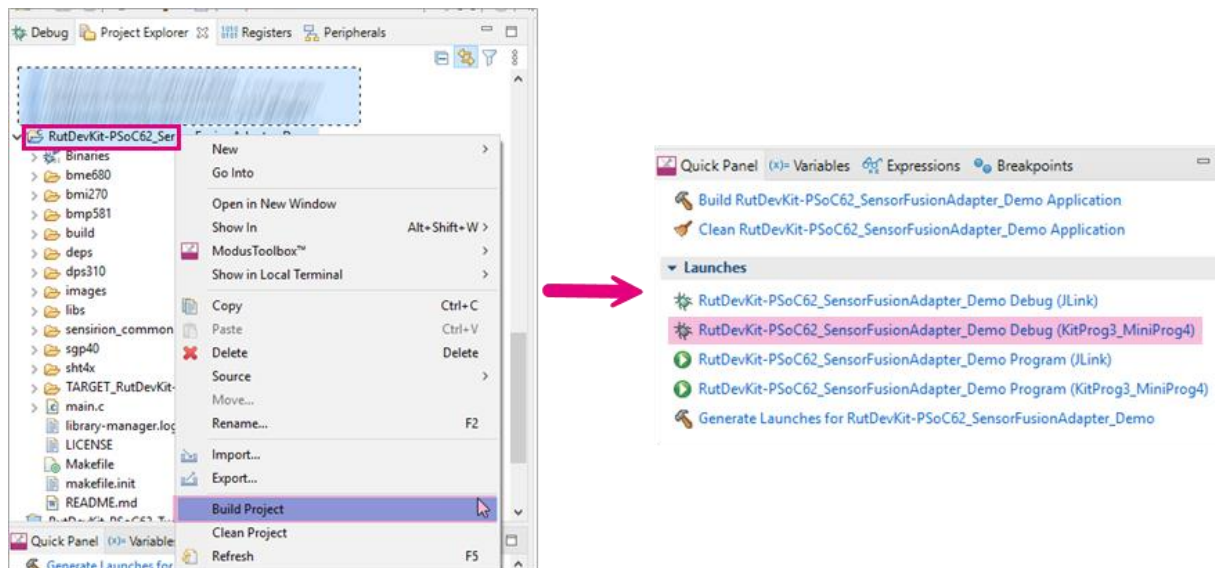 Debug Project Explorer Registers Peripherals
RutDevKit-PSoC62_Ser
Binaries
bme680
bmi270
bmp581
build
deps
dps310
images
libs
sensirion_common
sgp40
sht4x
TARGET_RutDevKit-
main.c
library-manager.log
LICENSE
Makefile
makefile.init
README.md
Quick Panel (x)= Variable
Generate Launches for
New >
Go Into
Open in New Window
Show In Alt+Shift+W >
ModusToolbox™ >
Show in Local Terminal >
Copy Ctrl+C
Paste Ctrl+V
Delete Delete
Source >
Move...
Rename... F2
Import...
Export...
Build Project
Clean Project
Refresh F5
Quick Panel (x)= Variables Expressions Breakpoints
Build RutDevKit-PSoC62_SensorFusionAdapter_Demo Application
Clean RutDevKit-PSoC62_SensorFusionAdapter_Demo Application
Launches
RutDevKit-PSoC62_SensorFusionAdapter_Demo Debug (JLink)
RutDevKit-PSoC62_SensorFusionAdapter_Demo Debug (KitProg3_MiniProg4)
RutDevKit-PSoC62_SensorFusionAdapter_Demo Program (JLink)
RutDevKit-PSoC62_SensorFusionAdapter_Demo Program (KitProg3_MiniProg4)
Generate Launches for RutDevKit-PSoC62_SensorFusionAdapter_Demo